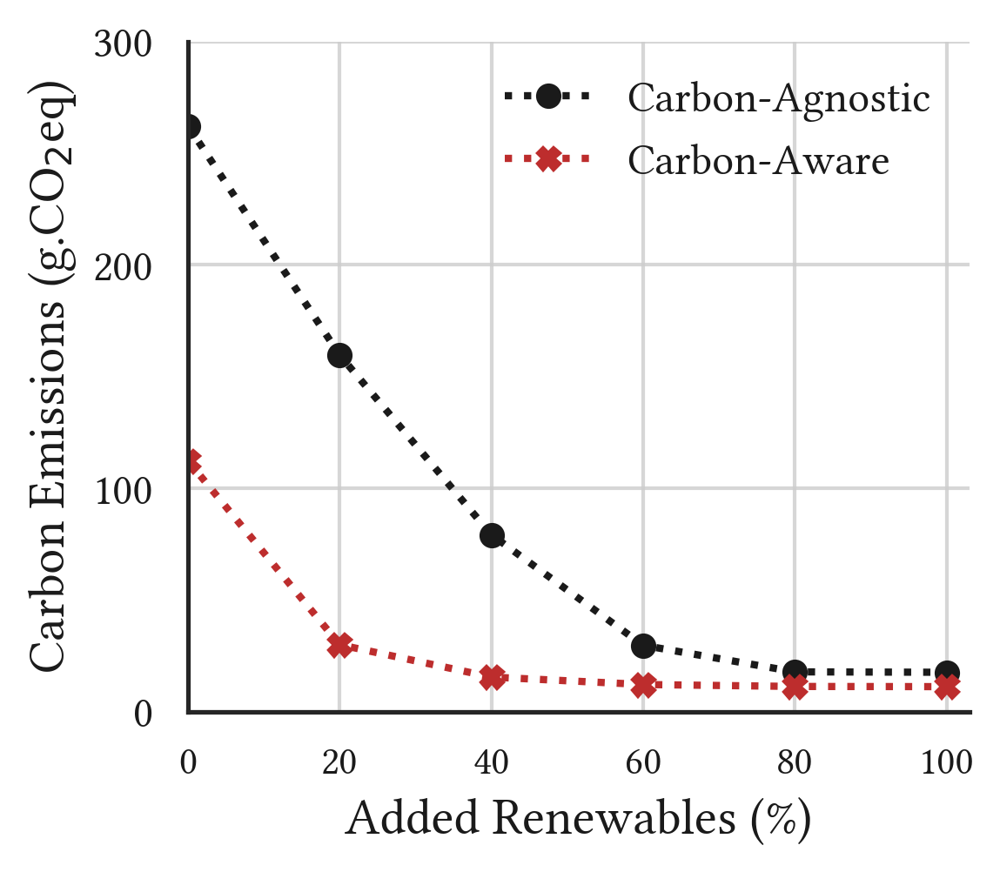 300
200
100
0
Carbon Emissions (g.CO₂eq)
Carbon-Agnostic
Carbon-Aware
0 20 40 60 80 100
Added Renewables (%)